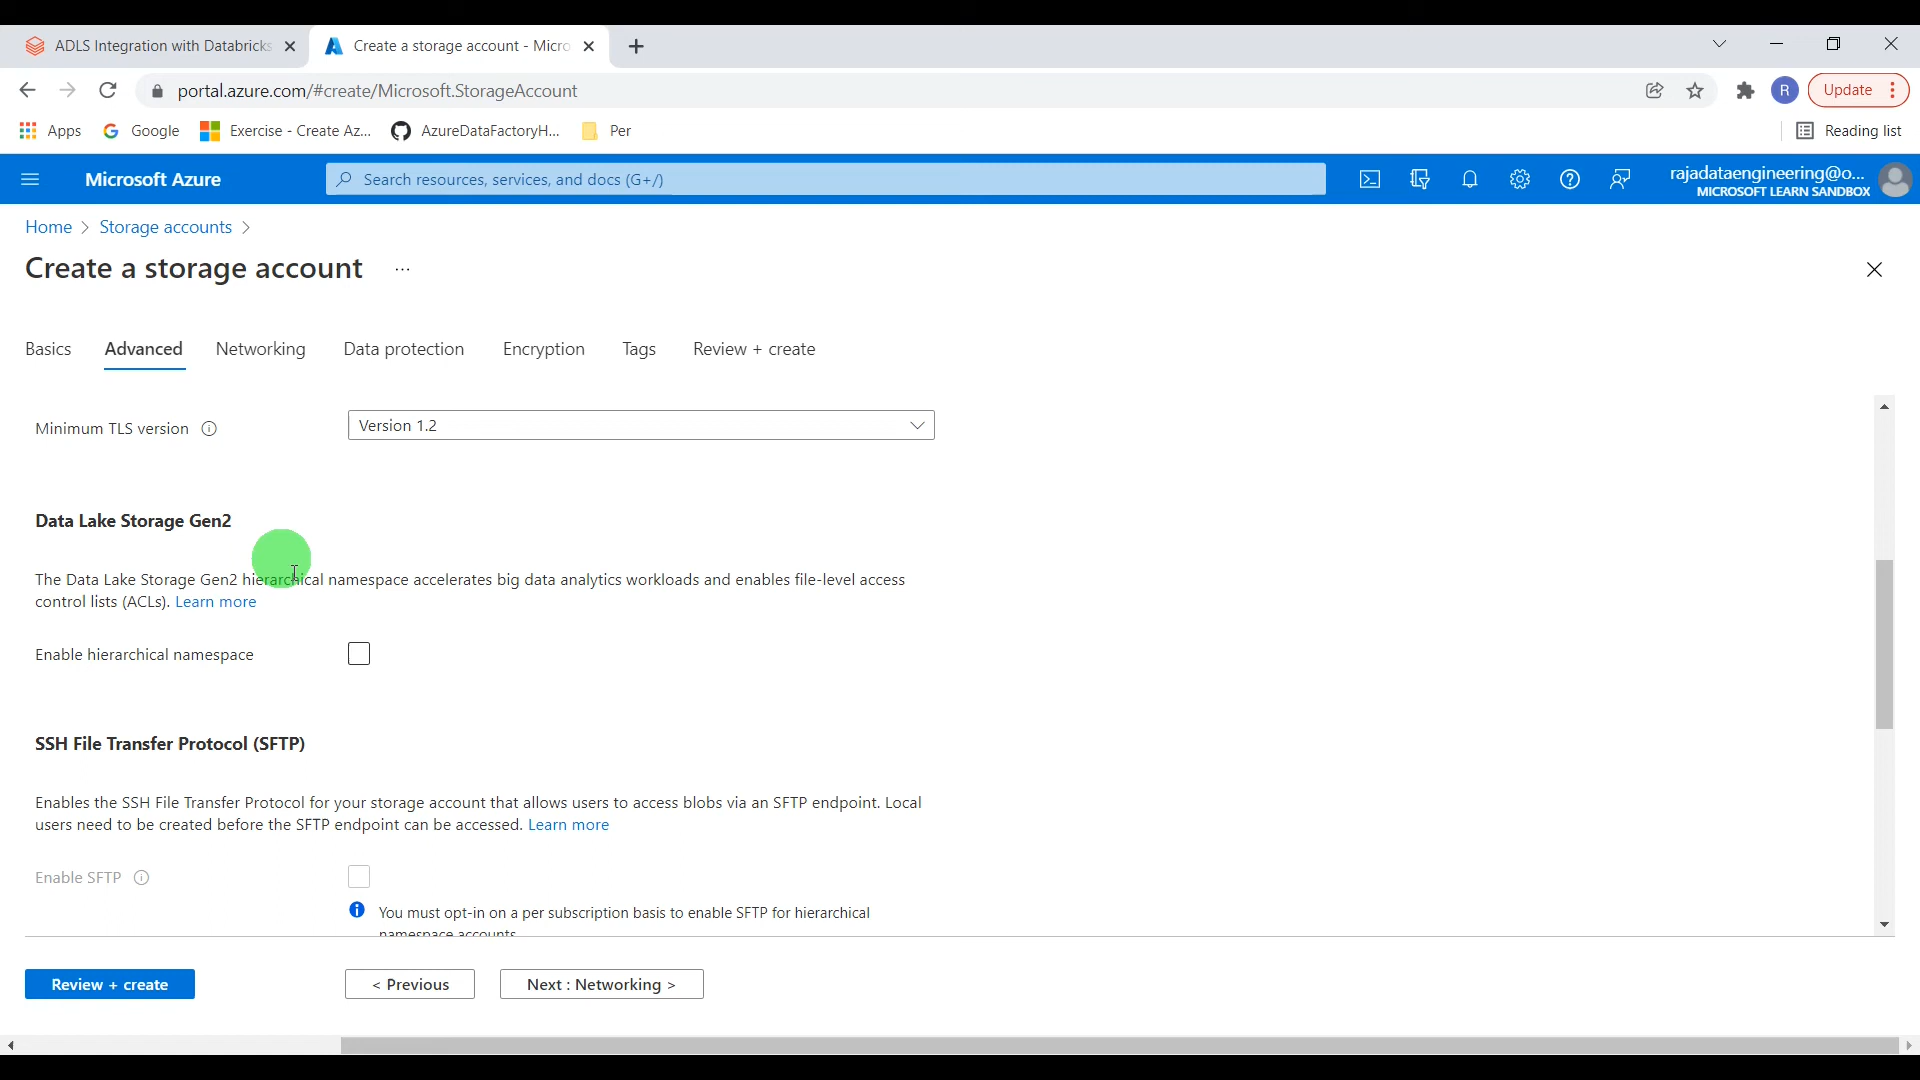 ADLS Integration with Databricks
Create a storage account - Micro
portal.azure.com/#create/Microsoft.StorageAccount
R
Update
Apps
Google
Exercise - Create Az...
AzureDataFactoryH...
Per
Reading list
Microsoft Azure
Search resources, services, and docs (G+/)
rajadataengineering@o...
MICROSOFT LEARN SANDBOX
Home > Storage accounts >
Create a storage account ...
Basics
Advanced
Networking
Data protection
Encryption
Tags
Review + create
Minimum TLS version
Version 1.2
Data Lake Storage Gen2
The Data Lake Storage Gen2 hierarchical namespace accelerates big data analytics workloads and enables file-level access
control lists (ACLs). Learn more
Enable hierarchical namespace
SSH File Transfer Protocol (SFTP)
Enables the SSH File Transfer Protocol for your storage account that allows users to access blobs via an SFTP endpoint. Local
users need to be created before the SFTP endpoint can be accessed. Learn more
Enable SFTP
You must opt-in on a per subscription basis to enable SFTP for hierarchical
namespace accounts
Review + create
< Previous
Next : Networking >